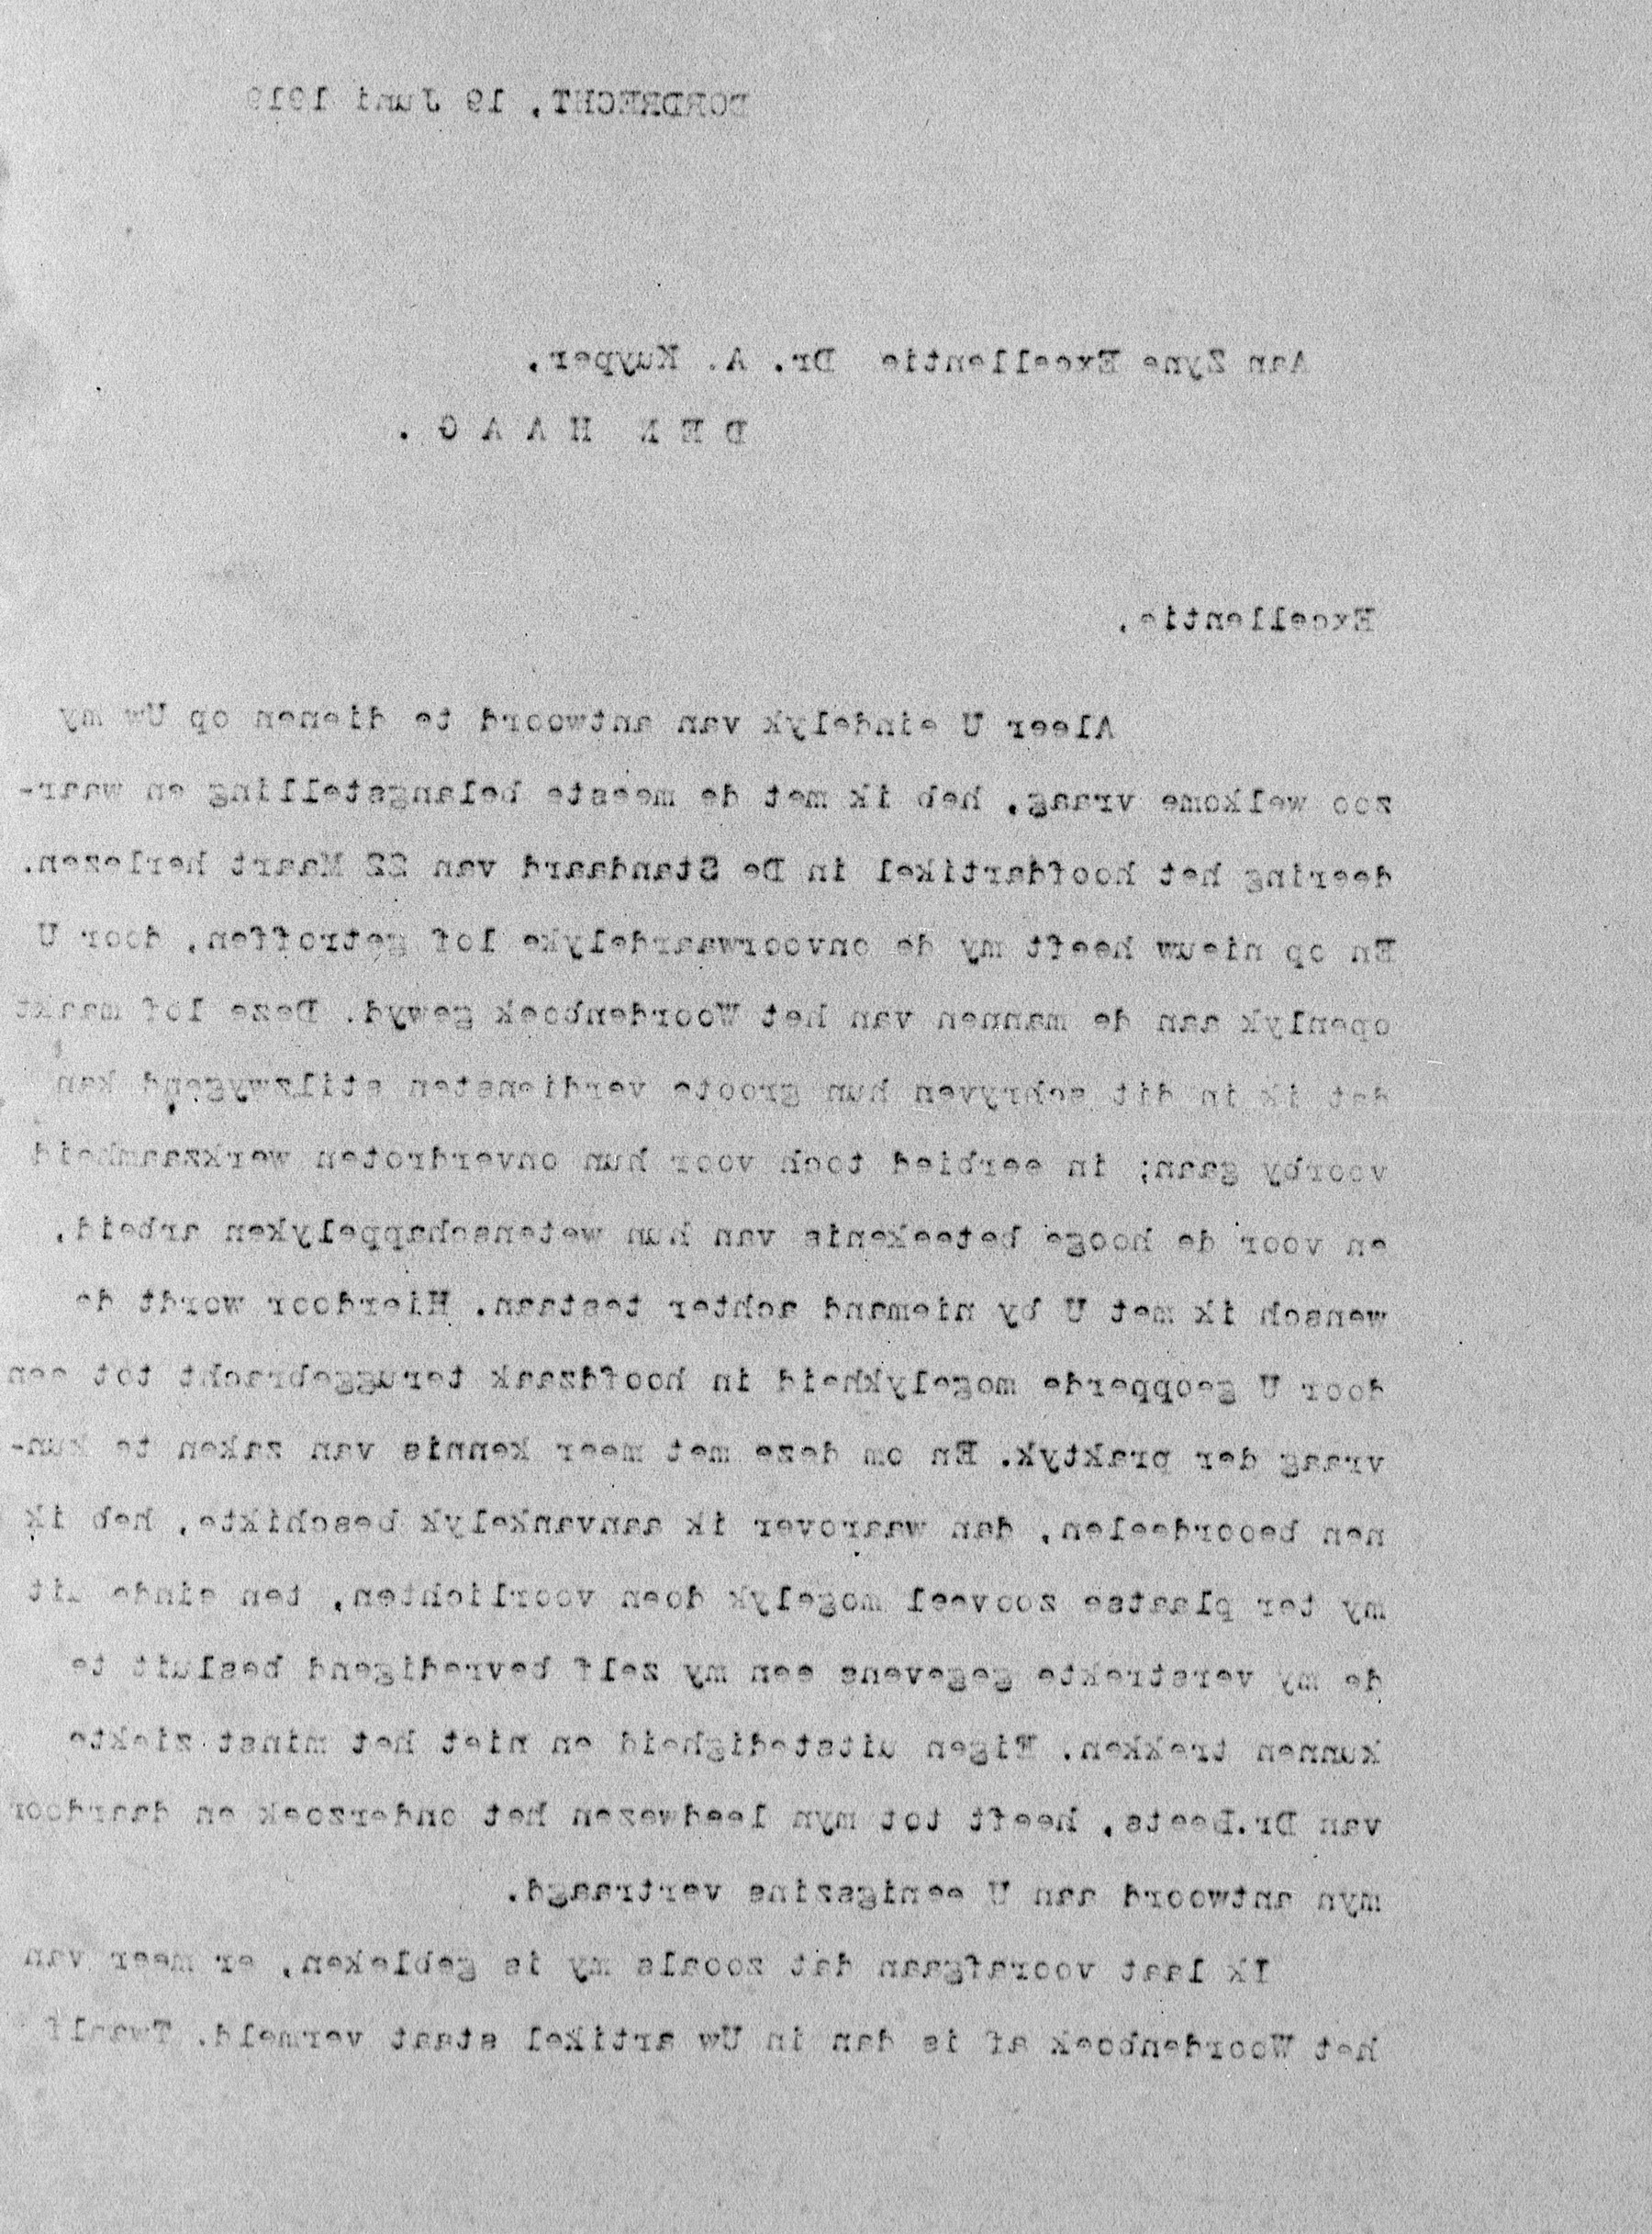 DORDRECHT, 19 Juni 1919
Aan Zyne Excellentie Dr. A. Kuyper,
DEN HAAG.
Excellentie,
Aleer U eindelyk van antwoord te dienen op Uw my
zoo welkome vraag, heb ik met de meeste belangstelling en waar-
deering het hoofdartikel in De Standaard van 22 Maart herlezen.
En op nieuw heeft my de onvoorwaardelyke lof getroffen, door U
openlyk aan de mannen van het Woordenboek gewyd. Deze lof maakt
dat ik in dit schryven hun groote verdiensten stilzwygend kan
voorby gaan; in eerbied toch voor hun onverdroten werkzaamheid
en voor de hooge beteekenis van hun wetenschappelyken arbeid,
wensch ik met U by niemand achter testaan. Hierdoor wordt de
door U geopperde mogelykheid in hoofdzaak teruggebracht tot een
vraag der praktyk. En om deze met meer kennis van zaken te kun-
nen beoordeelen, dan waarover ik aanvankelyk beschikte, heb ik
my ter plaatse zooveel mogelyk doen voorlichten, ten einde uit
de my verstrekte gegevens een my zelf bevredigend besluit te
kunnen trekken. Eigen uitstedigheid en niet het minst ziekte
van Dr.Beets, heeft tot myn leedwezen het onderzoek en daardoor
myn antwoord aan U eenigszins vertraagd.
Ik laat voorafgaan dat zooals my is gebleken, er meer van
het Woordenboek af is dan in Uw artikel staat vermeld. Twaalf